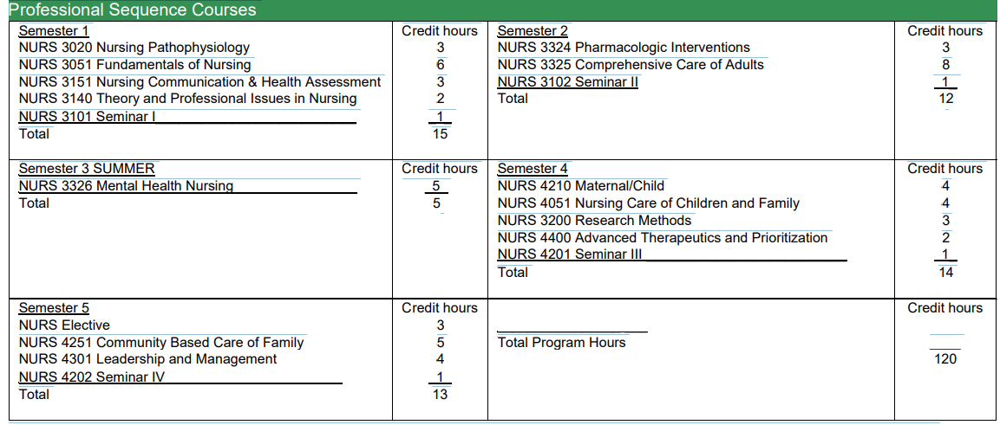 Professional Sequence Courses
Semester 1 Credit hours
NURS 3020 Nursing Pathophysiology 3
NURS 3051 Fundamentals of Nursing 6
NURS 3151 Nursing Communication & Health Assessment 3
NURS 3140 Theory and Professional Issues in Nursing 2
NURS 3101 Seminar I 1
Total 15
Semester 2 Credit hours
NURS 3324 Pharmacologic Interventions 3
NURS 3325 Comprehensive Care of Adults 8
NURS 3102 Seminar II 1
Total 12
Semester 3 SUMMER Credit hours
NURS 3326 Mental Health Nursing 5
Total 5
Semester 4 Credit hours
NURS 4210 Maternal/Child 4
NURS 4051 Nursing Care of Children and Family 4
NURS 3200 Research Methods 3
NURS 4400 Advanced Therapeutics and Prioritization 2
NURS 4201 Seminar III 1
Total 14
Semester 5 Credit hours
NURS Elective 3
NURS 4251 Community Based Care of Family 5
NURS 4301 Leadership and Management 4
NURS 4202 Seminar IV 1
Total 13
Credit hours
Total Program Hours 120